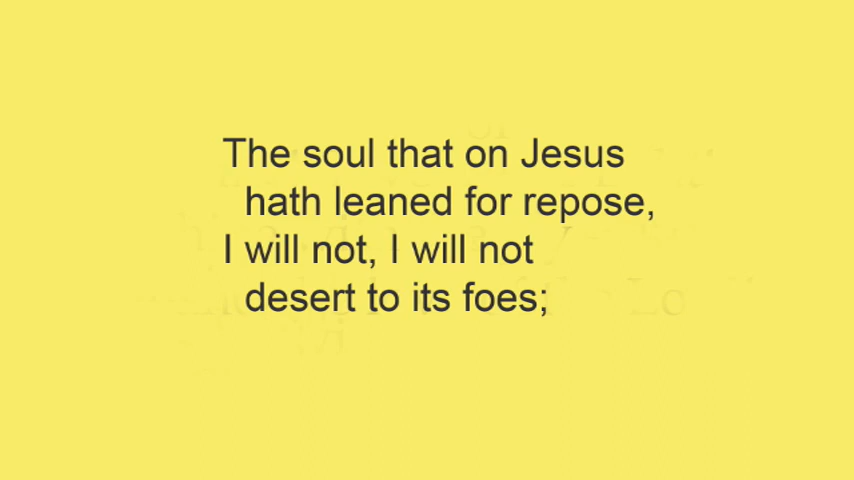 The soul that on Jesus
hath leaned for repose,
I will not, I will not
desert to its foes;